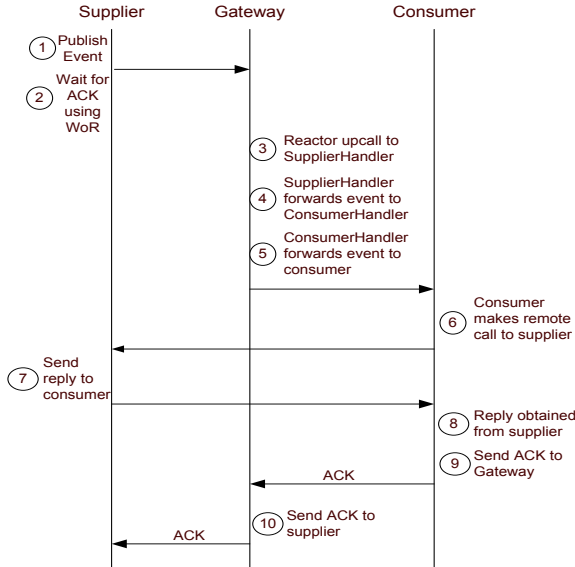 Supplier Gateway Consumer
1 Publish
Event
2 Wait for
ACK
using
WoR
3 Reactor upcall to
SupplierHandler
4 SupplierHandler
forwards event to
ConsumerHandler
5 ConsumerHandler
forwards event to
consumer
6 Consumer
makes remote
call to supplier
7 Send
reply to
consumer
8 Reply obtained
from supplier
9 Send ACK to
Gateway
ACK
10 Send ACK to
supplier
ACK